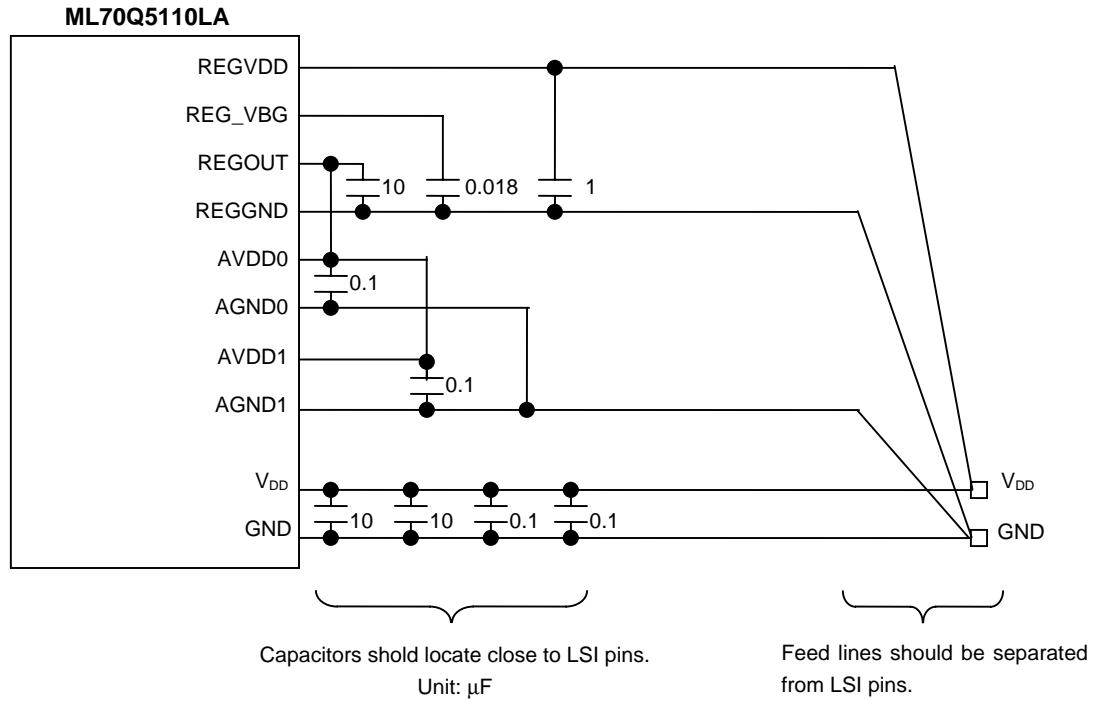 ML70Q5110LA
REGVDD
REG_VBG
REGOUT
10
0.018
1
REGGND
AVDD0
0.1
AGND0
AVDD1
0.1
AGND1
VDD
VDD
10
10
0.1
0.1
GND
GND
Capacitors shold locate close to LSI pins.
Unit: μF
Feed lines should be separated
from LSI pins.